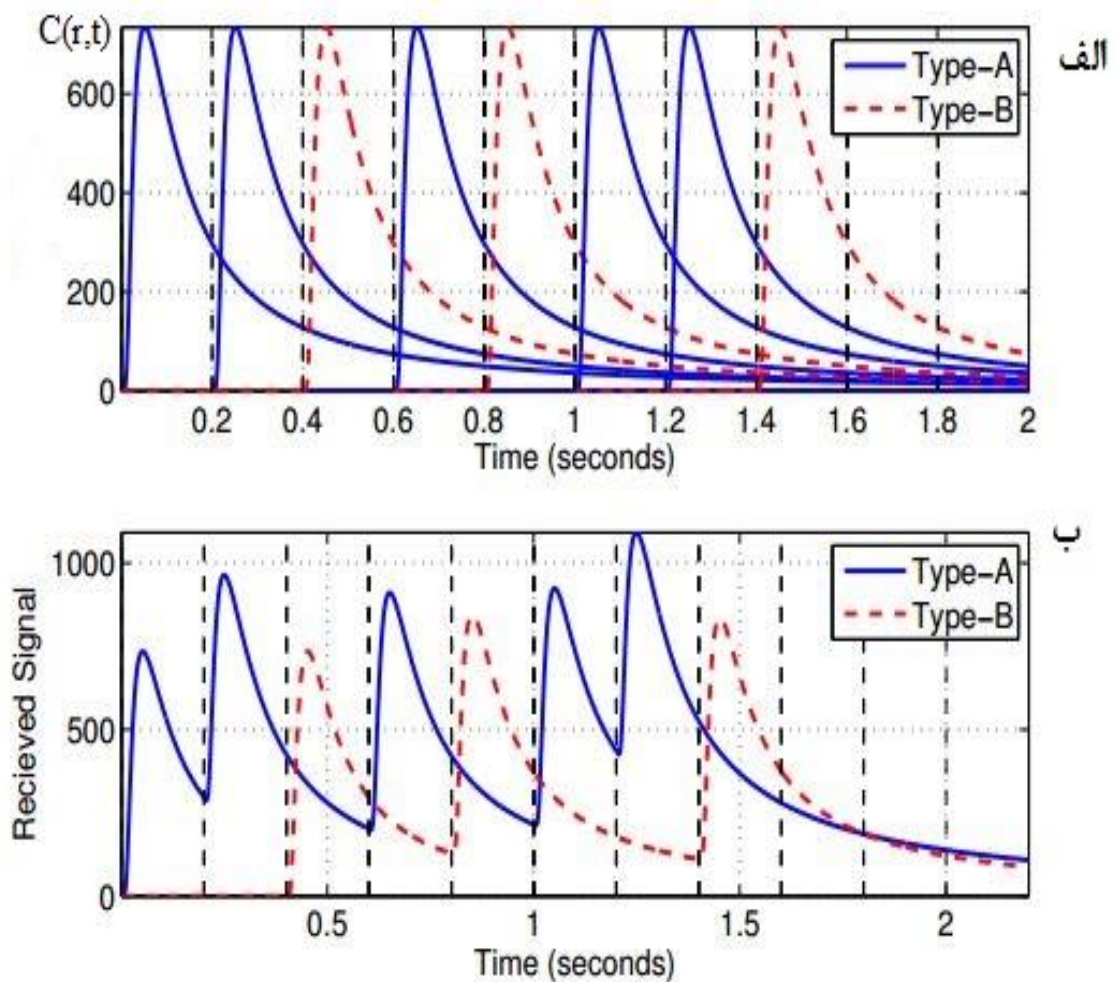 C(r,t)
الف
Type-A
Type-B
600
400
200
0
0.2 0.4 0.6 0.8 1 1.2 1.4 1.6 1.8 2
Time (seconds)
ب
1000
Type-A
Type-B
Recieved Signal
500
0
0.5 1 1.5 2
Time (seconds)